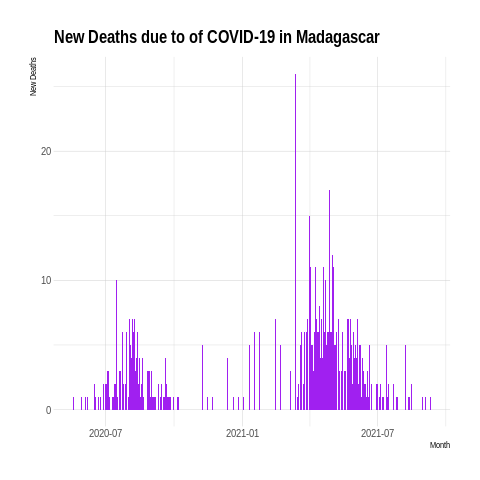 New Deaths due to of COVID-19 in Madagascar
New Deaths
20
10
0
2020-07
2021-01
2021-07
Month